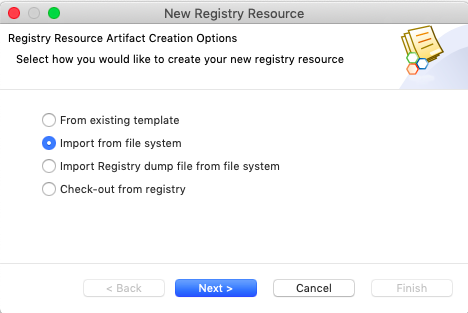 New Registry Resource
Registry Resource Artifact Creation Options
Select how you would like to create your new registry resource
From existing template
Import from file system
Import Registry dump file from file system
Check-out from registry
< Back
Next >
Cancel
Finish